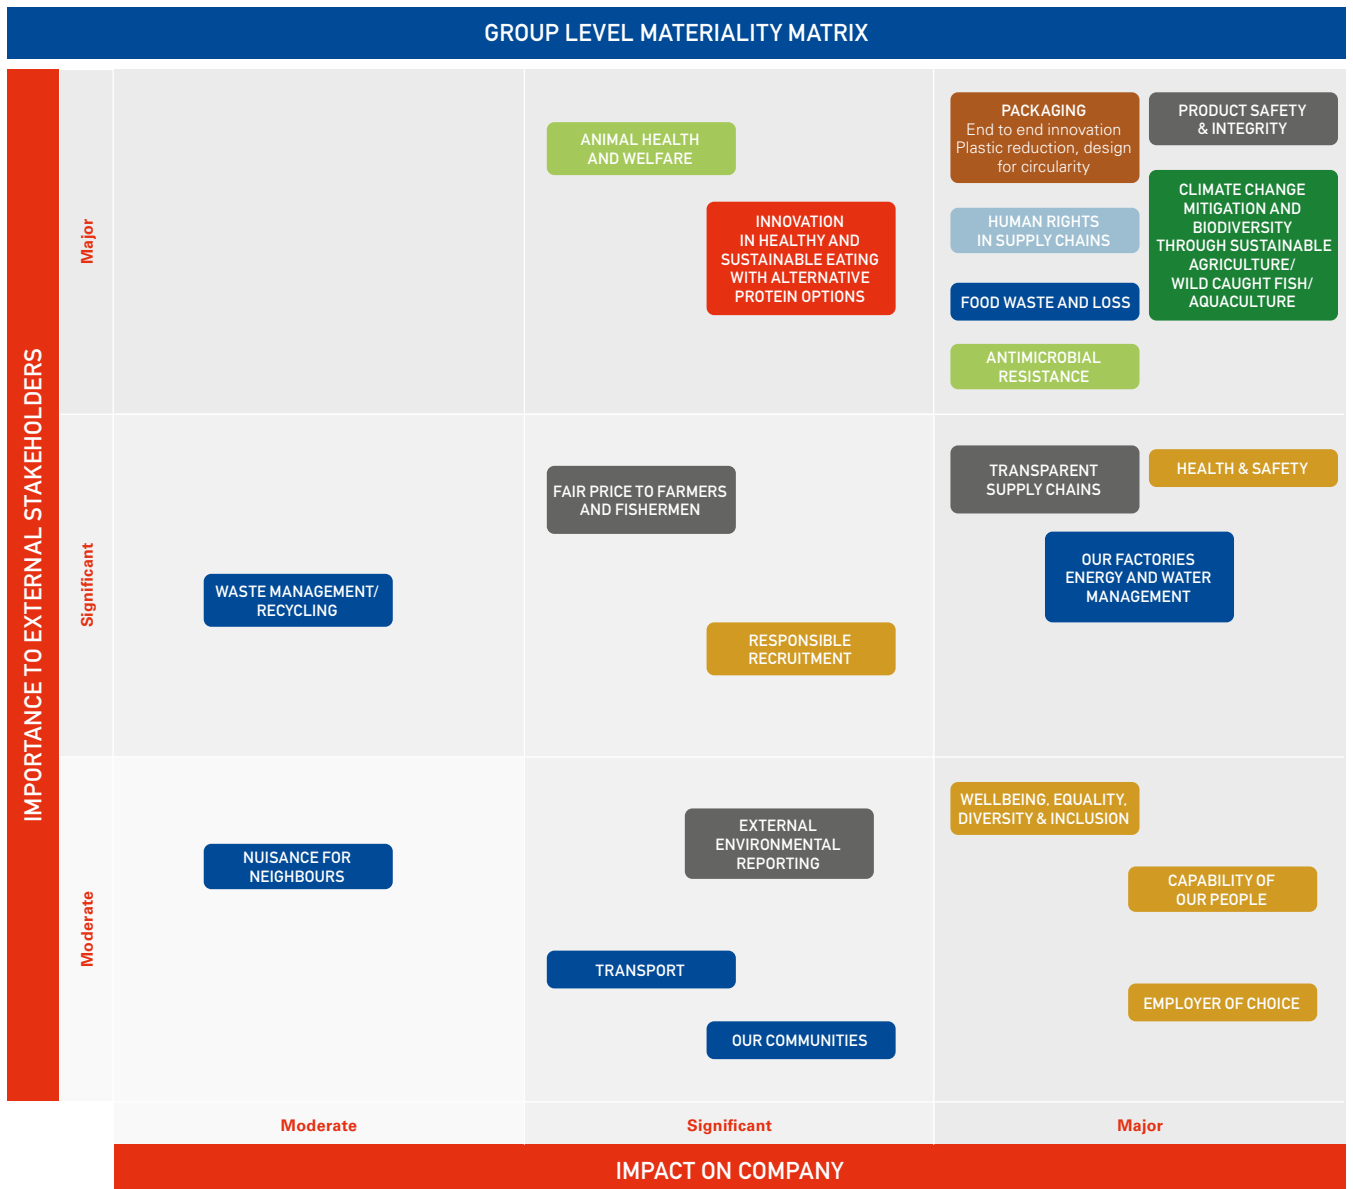 GROUP LEVEL MATERIALITY MATRIX
IMPORTANCE TO EXTERNAL STAKEHOLDERS
Major
ANIMAL HEALTH
AND WELFARE
INNOVATION
IN HEALTHY AND
SUSTAINABLE EATING
WITH ALTERNATIVE
PROTEIN OPTIONS
PACKAGING
End to end innovation
Plastic reduction, design
for circularity
HUMAN RIGHTS
IN SUPPLY CHAINS
FOOD WASTE AND LOSS
ANTIMICROBIAL
RESISTANCE
PRODUCT SAFETY
& INTEGRITY
CLIMATE CHANGE
MITIGATION AND
BIODIVERSITY
THROUGH SUSTAINABLE
AGRICULTURE/
WILD CAUGHT FISH/
AQUACULTURE
Significant
WASTE MANAGEMENT/
RECYCLING
FAIR PRICE TO FARMERS
AND FISHERMEN
RESPONSIBLE
RECRUITMENT
TRANSPARENT
SUPPLY CHAINS
HEALTH & SAFETY
OUR FACTORIES
ENERGY AND WATER
MANAGEMENT
Moderate
NUISANCE FOR
NEIGHBOURS
EXTERNAL
ENVIRONMENTAL
REPORTING
TRANSPORT
OUR COMMUNITIES
WELLBEING, EQUALITY,
DIVERSITY & INCLUSION
CAPABILITY OF
OUR PEOPLE
EMPLOYER OF CHOICE
Moderate
Significant
Major
IMPACT ON COMPANY